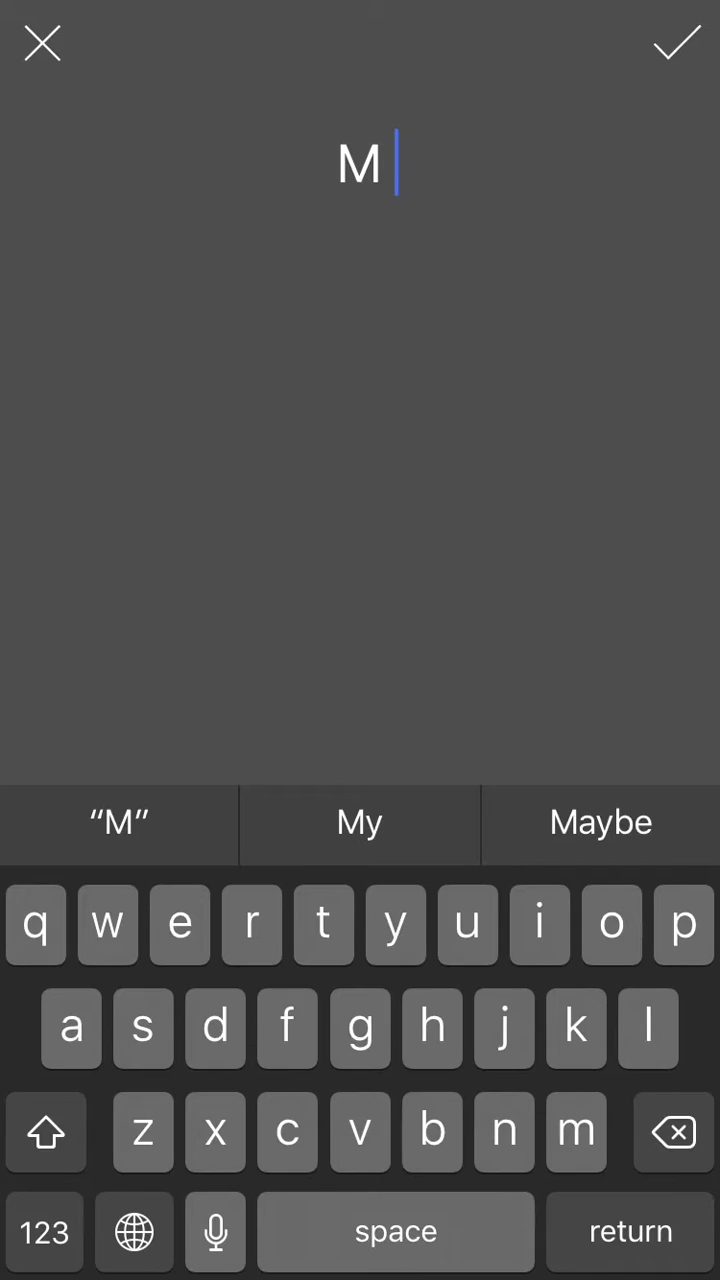 M
“M” My Maybe
q w e r t y u i o p
a s d f g h j k l
z x c v b n m
123 space return